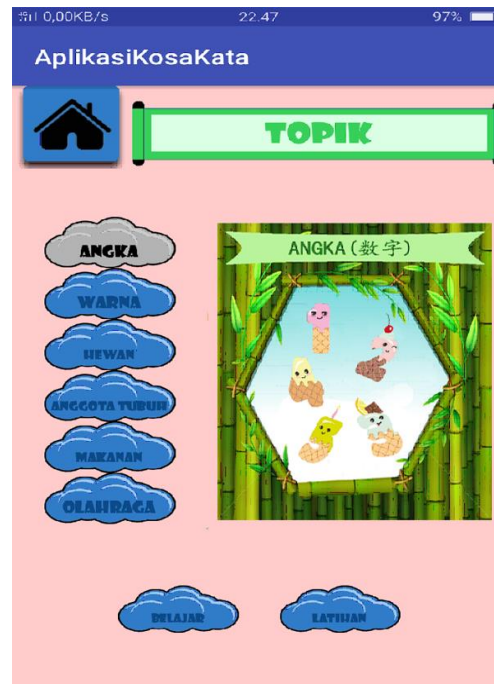 0,00KB/s 22.47 97%
AplikasiKosaKata
TOPIK
ANGKA
WARNA
HEWAN
ANGGOTA TUBUH
MAKANAN
OLAHRAGA
ANGKA (数字)
BELAJAR LATIHAN